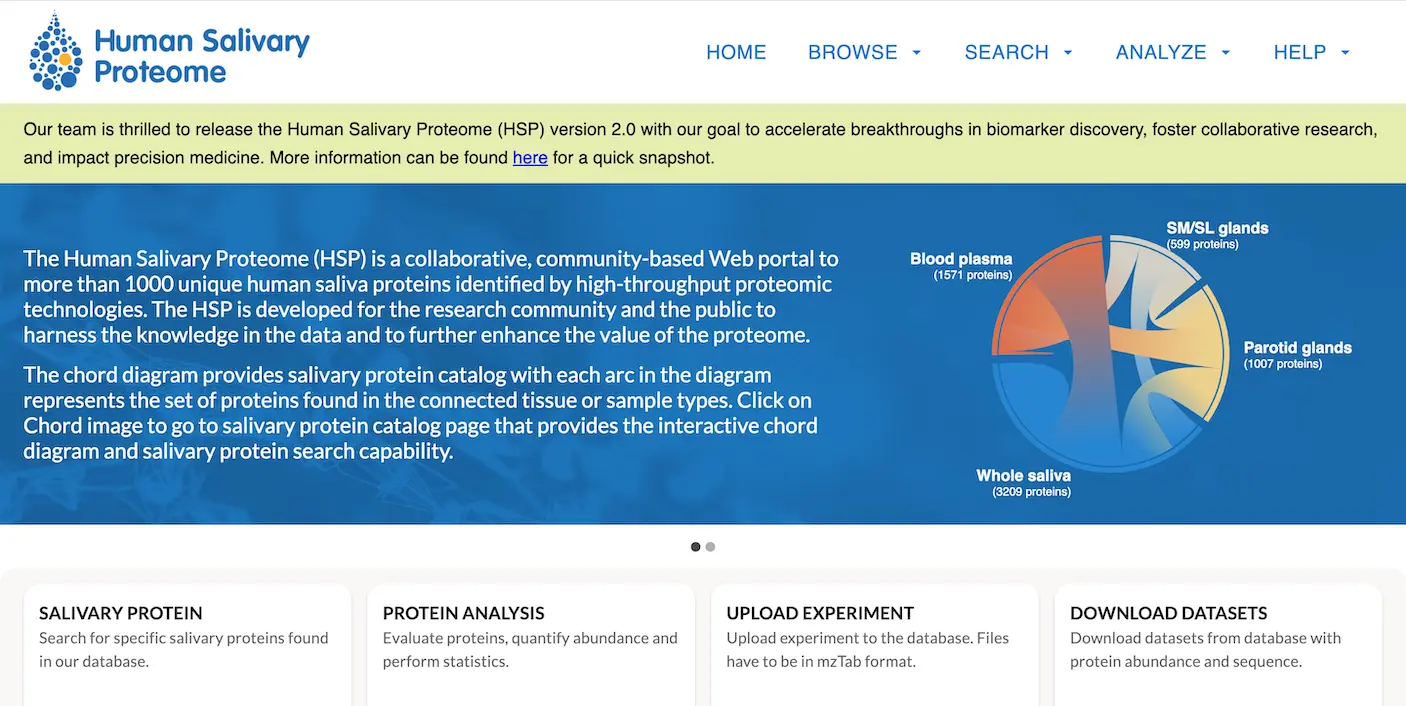 Human Salivary
Proteome
HOME BROWSE SEARCH ANALYZE HELP
Our team is thrilled to release the Human Salivary Proteome (HSP) version 2.0 with our goal to accelerate breakthroughs in biomarker discovery, foster collaborative research,
and impact precision medicine. More information can be found here for a quick snapshot.
The Human Salivary Proteome (HSP) is a collaborative, community-based Web portal to
more than 1000 unique human saliva proteins identified by high-throughput proteomic
technologies. The HSP is developed for the research community and the public to
harness the knowledge in the data and to further enhance the value of the proteome.
The chord diagram provides salivary protein catalog with each arc in the diagram
represents the set of proteins found in the connected tissue or sample types. Click on
Chord image to go to salivary protein catalog page that provides the interactive chord
diagram and salivary protein search capability.
SM/SL glands
(599 proteins)
Blood plasma
(1571 proteins)
Parotid glands
(1007 proteins)
Whole saliva
(3209 proteins)
SALIVARY PROTEIN
Search for specific salivary proteins found
in our database.
PROTEIN ANALYSIS
Evaluate proteins, quantify abundance and
perform statistics.
UPLOAD EXPERIMENT
Upload experiment to the database. Files
have to be in mzTab format.
DOWNLOAD DATASETS
Download datasets from database with
protein abundance and sequence.